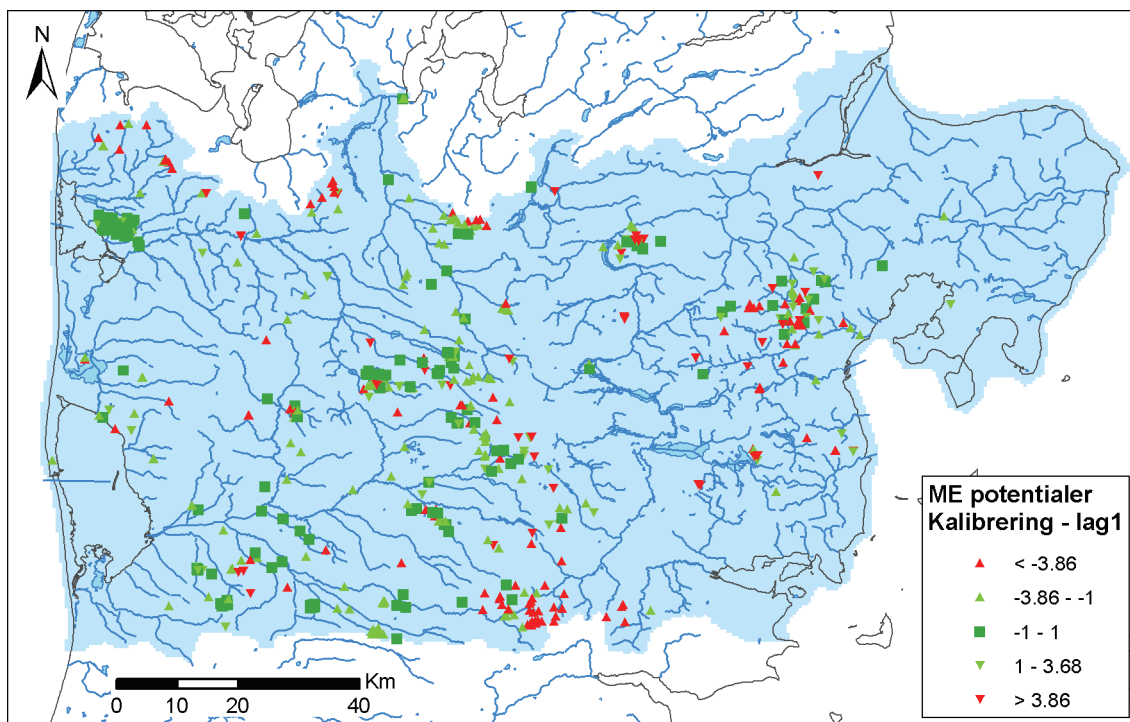 N
ME potentialer
Kalibrering - lag1
< -3.86
-3.86 - -1
-1 - 1
1 - 3.68
> 3.86
Km
0 10 20 40